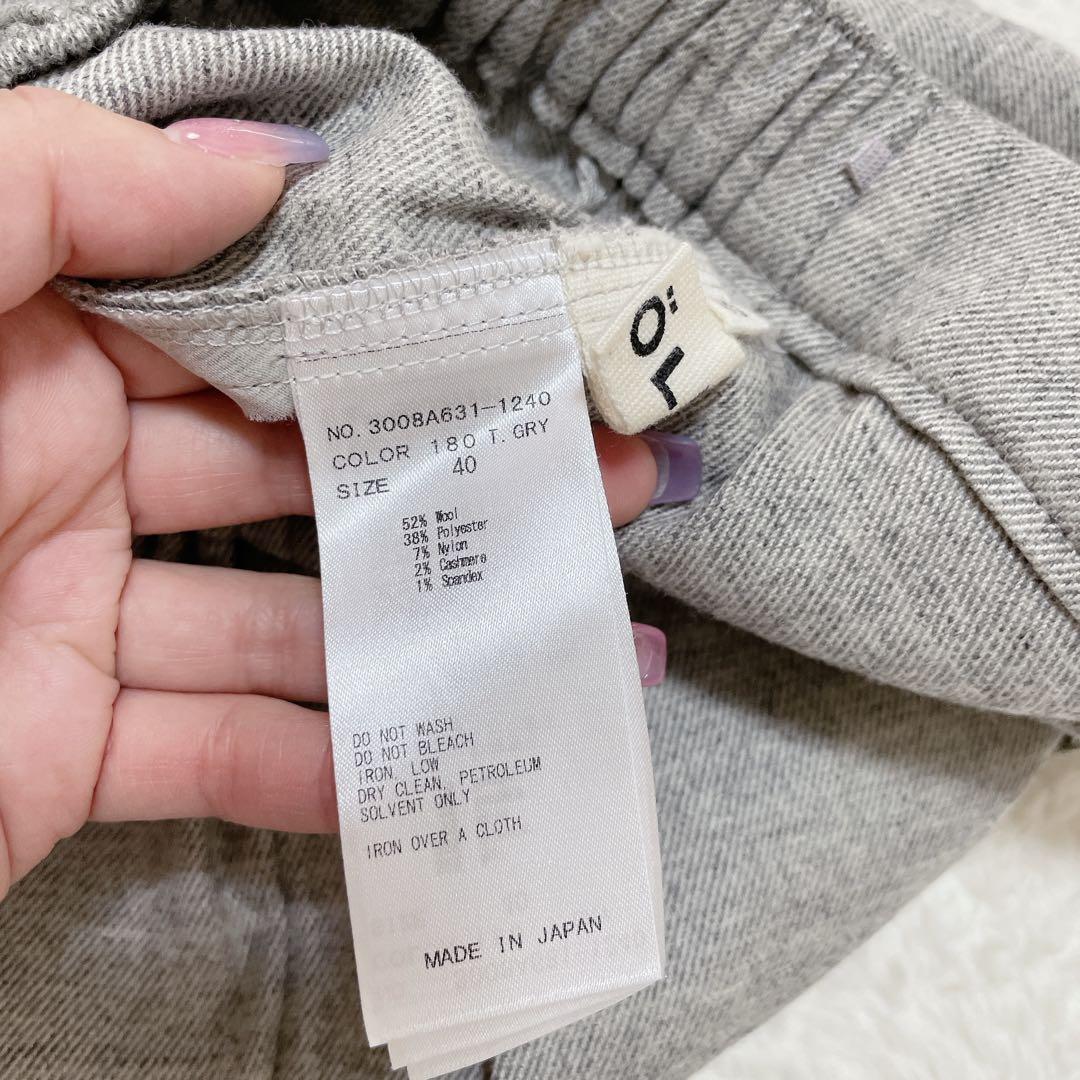 ÖL
NO. 3008A631-1240
COLOR 180 T. GRY
SIZE 40
52% Wool
38% Polyester
7% Nylon
2% Cashmere
1% Spandex
DO NOT WASH
DO NOT BLEACH
IRON, LOW
DRY CLEAN, PETROLEUM
SOLVENT ONLY
IRON OVER A CLOTH
MADE IN JAPAN